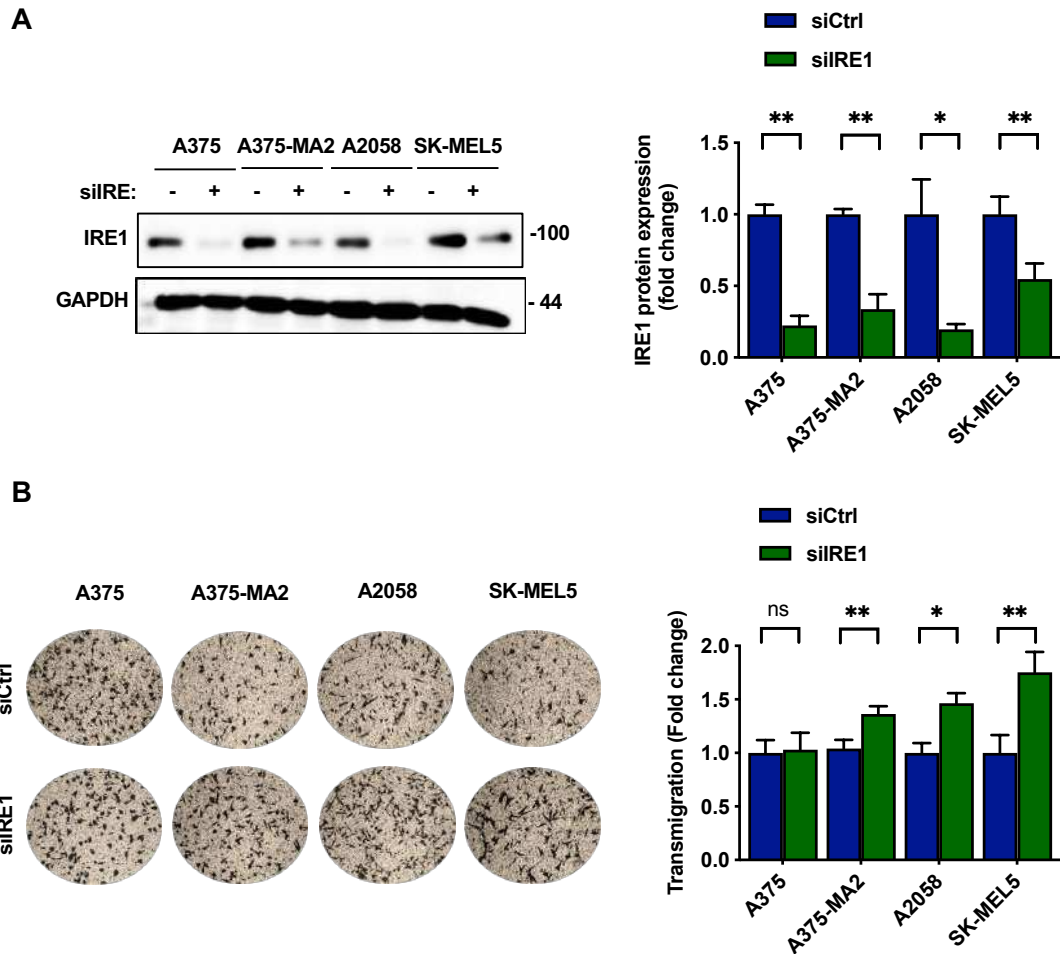 A
A375 A375-MA2 A2058 SK-MEL5
siIRE: - + - + - + - +
IRE1 -100
GAPDH - 44
siCtrl
siIRE1
** ** * **
IRE1 protein expression
(fold change)
1.5
1.0
0.5
0.0
A375
A375-MA2
A2058
SK-MEL5
B
A375 A375-MA2 A2058 SK-MEL5
siCtrl
siIRE1
siCtrl
siIRE1
ns ** * **
Transmigration (Fold change)
2.0
1.5
1.0
0.5
0.0
A375
A375-MA2
A2058
SK-MEL5